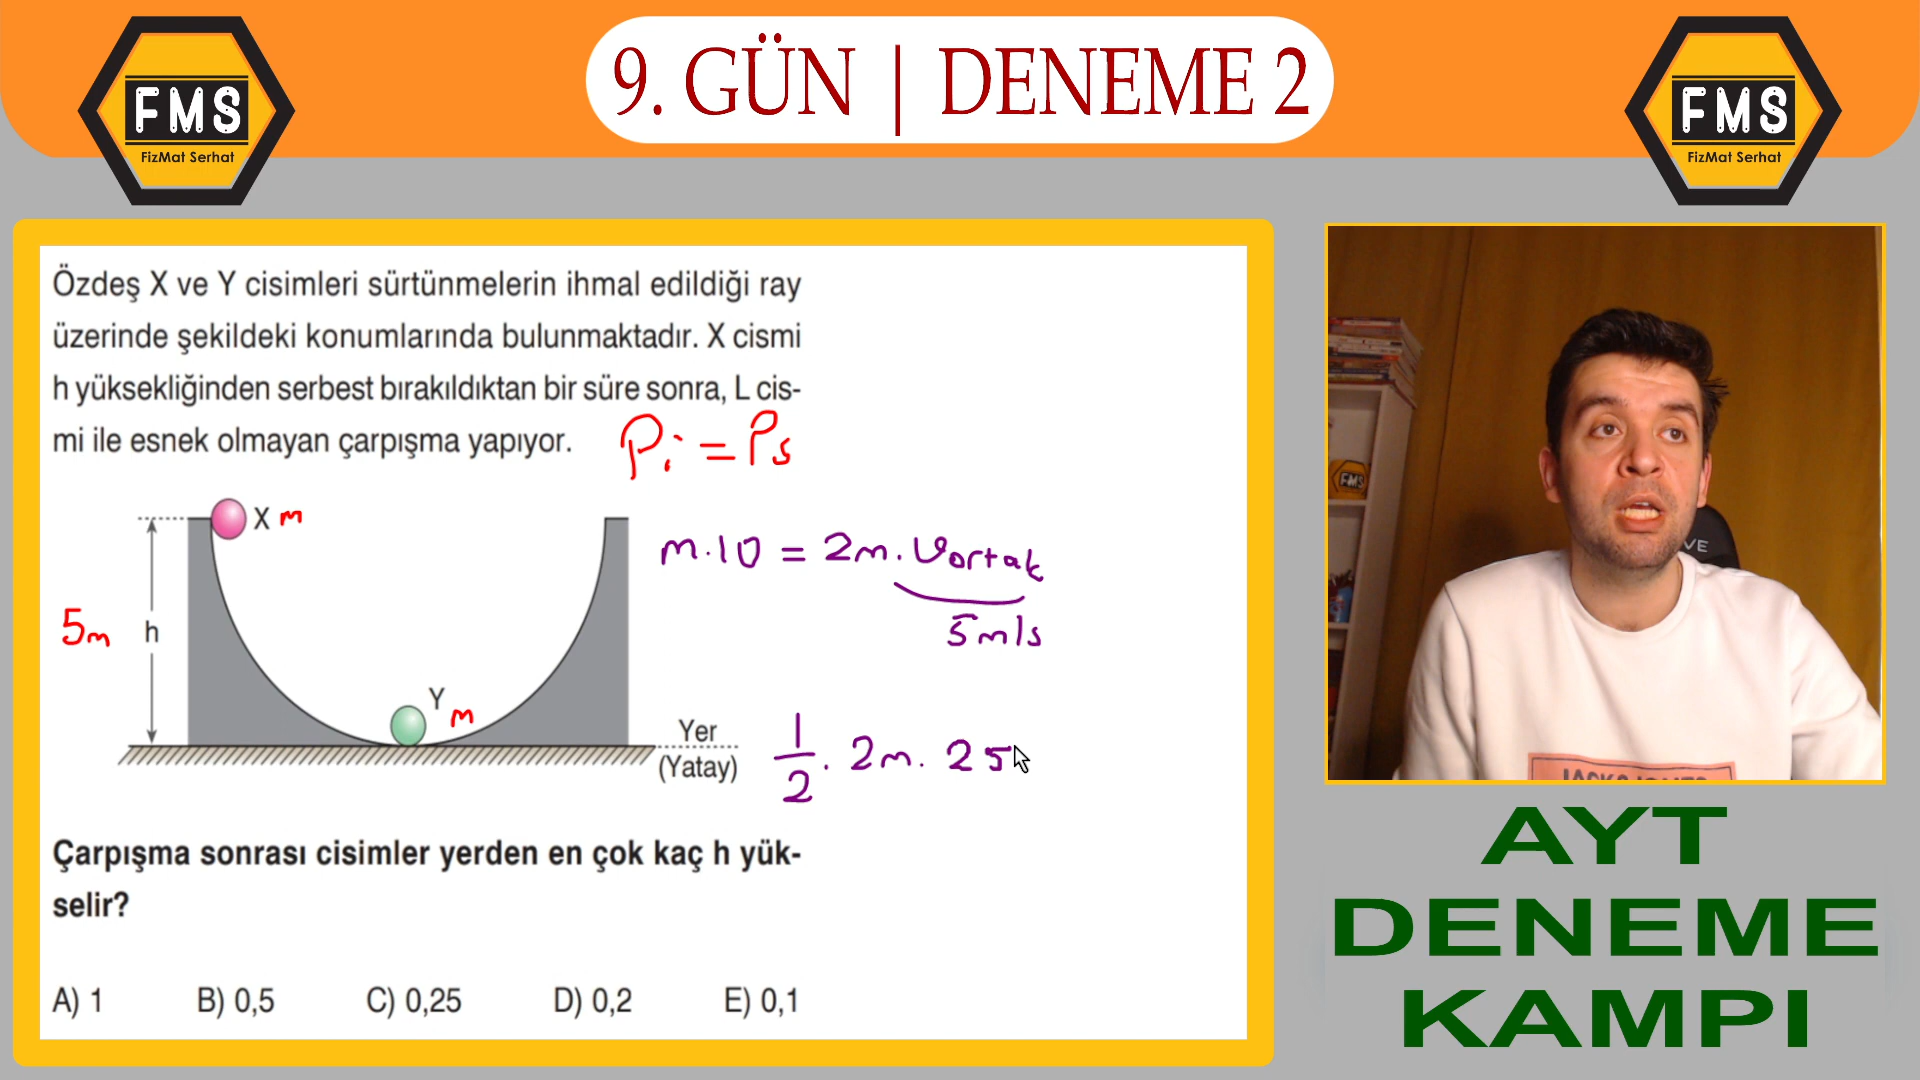 9. GÜN | DENEME 2
FMS
FizMat Serhat
FMS
FizMat Serhat
Özdeş X ve Y cisimleri sürtünmelerin ihmal edildiği ray
üzerinde şekildeki konumlarında bulunmaktadır. X cismi
h yüksekliğinden serbest bırakıldıktan bir süre sonra, L cis-
mi ile esnek olmayan çarpışma yapıyor.
Pi = Ps
X m
m.10 = 2m.Vortak
5m/s
5m h
Y m
Yer
(Yatay)
1/2 . 2m. 25
Çarpışma sonrası cisimler yerden en çok kaç h yük-
selir?
A) 1 B) 0,5 C) 0,25 D) 0,2 E) 0,1
FMS
VE
AYT
DENEME
KAMPI